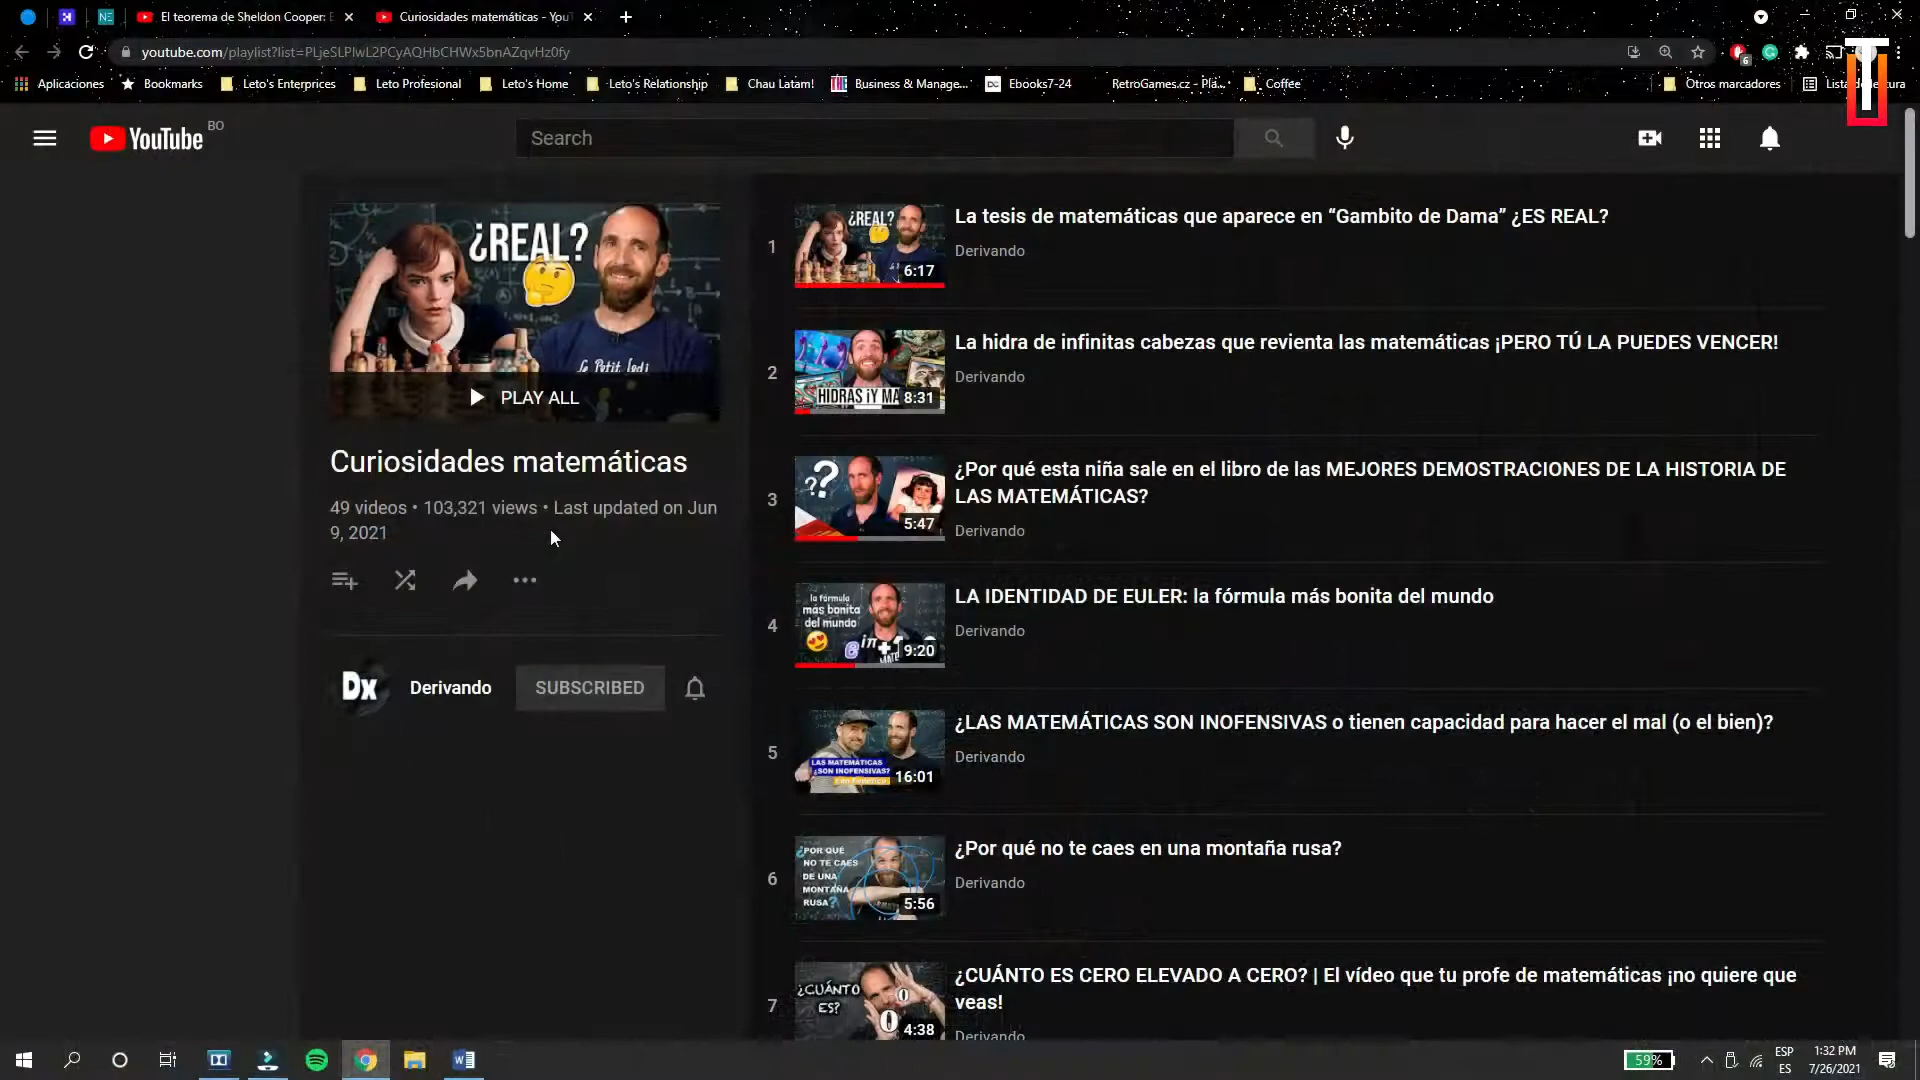 El teorema de Sheldon Cooper: E
Curiosidades matemáticas - YouT
youtube.com/playlist?list=PLjeSLPlwL2PCyAQHbCHWx5bnAZqvHz0fy
6
Aplicaciones
Bookmarks
Leto's Enterprices
Leto Profesional
Leto's Home
Leto's Relationship
Chau Latam!
Business & Manage...
Ebooks7-24
RetroGames.cz - Pla...
Coffee
Otros marcadores
YouTube BO
Search
¿REAL?
Le Petit Jedi
PLAY ALL
Curiosidades matemáticas
49 videos • 103,321 views • Last updated on Jun
9, 2021
Dx
Derivando
SUBSCRIBED
1
¿REAL?
6:17
La tesis de matemáticas que aparece en “Gambito de Dama” ¿ES REAL?
Derivando
2
HIDRAS ¡Y MA
8:31
La hidra de infinitas cabezas que revienta las matemáticas ¡PERO TÚ LA PUEDES VENCER!
Derivando
3
??
5:47
¿Por qué esta niña sale en el libro de las MEJORES DEMOSTRACIONES DE LA HISTORIA DE
LAS MATEMÁTICAS?
Derivando
4
la fórmula
más bonita
del mundo
9:20
LA IDENTIDAD DE EULER: la fórmula más bonita del mundo
Derivando
5
LAS MATEMÁTICAS
¿SON INOFENSIVAS?
16:01
¿LAS MATEMÁTICAS SON INOFENSIVAS o tienen capacidad para hacer el mal (o el bien)?
Derivando
6
¿POR QUÉ
NO TE CAES
DE UNA
MONTAÑA
RUSA?
5:56
¿Por qué no te caes en una montaña rusa?
Derivando
7
¿CUÁNTO
ES?
0
0
4:38
¿CUÁNTO ES CERO ELEVADO A CERO? | El vídeo que tu profe de matemáticas ¡no quiere que
veas!
Derivando
59%
ESP
ES
1:32 PM
7/26/2021